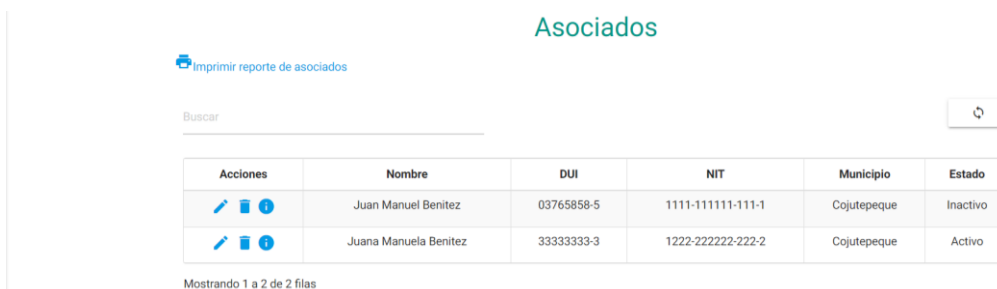 Asociados
Imprimir reporte de asociados
Buscar
Acciones Nombre DUI NIT Municipio Estado
Juan Manuel Benitez 03765858-5 1111-111111-111-1 Cojutepeque Inactivo
Juana Manuela Benitez 33333333-3 1222-222222-222-2 Cojutepeque Activo
Mostrando 1 a 2 de 2 filas